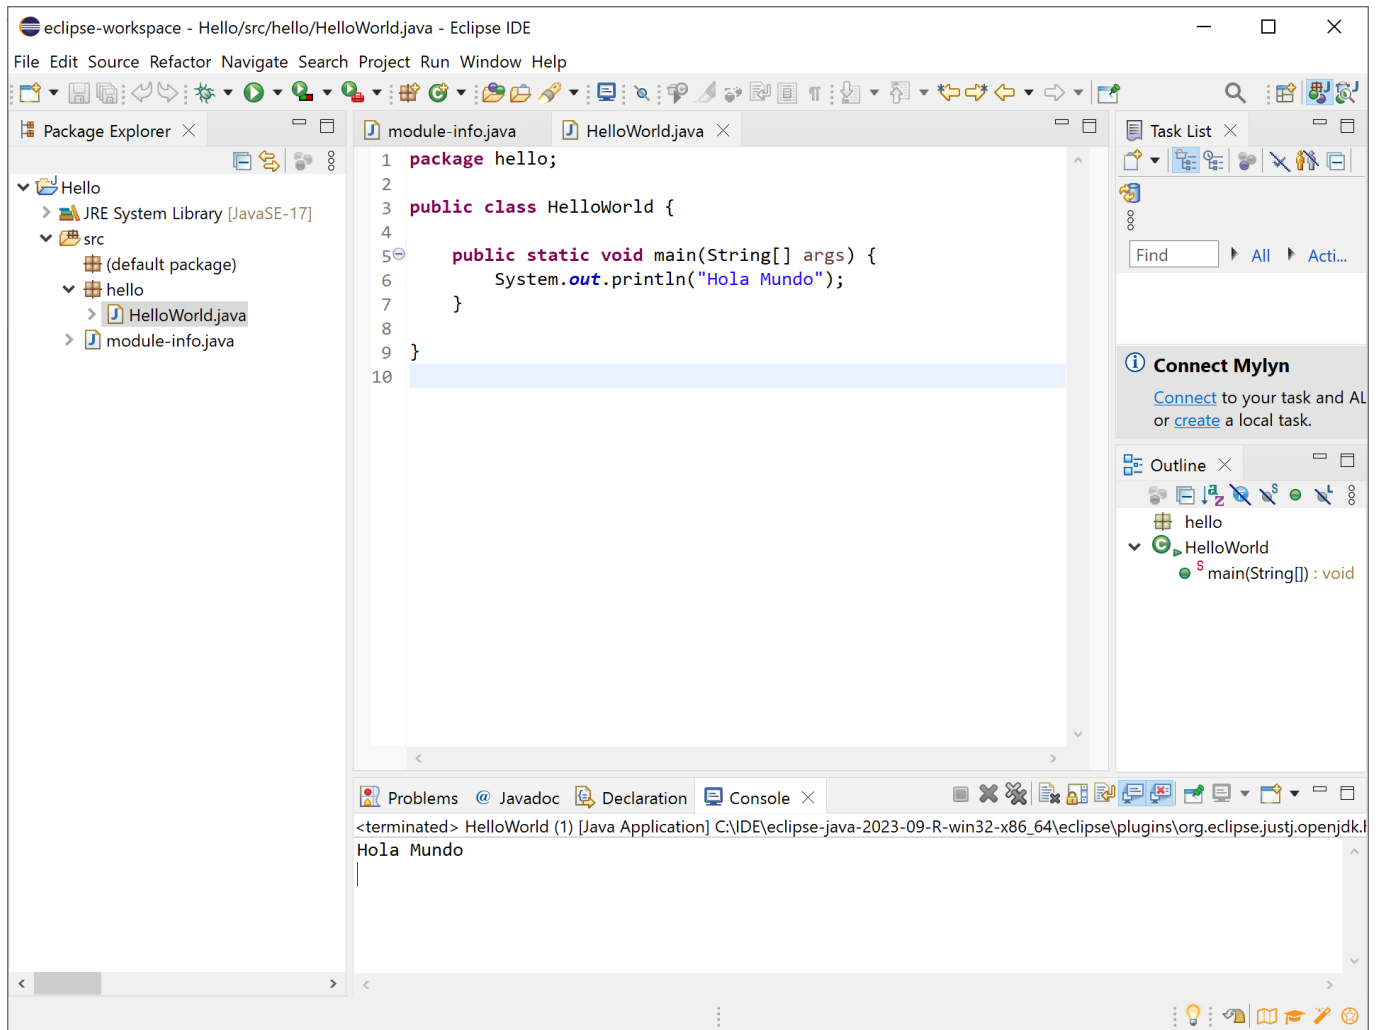 eclipse-workspace - Hello/src/hello/HelloWorld.java - Eclipse IDE
File Edit Source Refactor Navigate Search Project Run Window Help
Package Explorer
Hello
JRE System Library [JavaSE-17]
src
(default package)
hello
HelloWorld.java
module-info.java
module-info.java
HelloWorld.java
1 package hello;
2
3 public class HelloWorld {
4
5 public static void main(String[] args) {
6 System.out.println("Hola Mundo");
7 }
8
9 }
10
Task List
Find All Acti...
Connect Mylyn
Connect to your task and AL
or create a local task.
Outline
hello
HelloWorld
main(String[]) : void
Problems Javadoc Declaration Console
<terminated> HelloWorld (1) [Java Application] C:\IDE\eclipse-java-2023-09-R-win32-x86_64\eclipse\plugins\org.eclipse.justj.openjdk.h
Hola Mundo